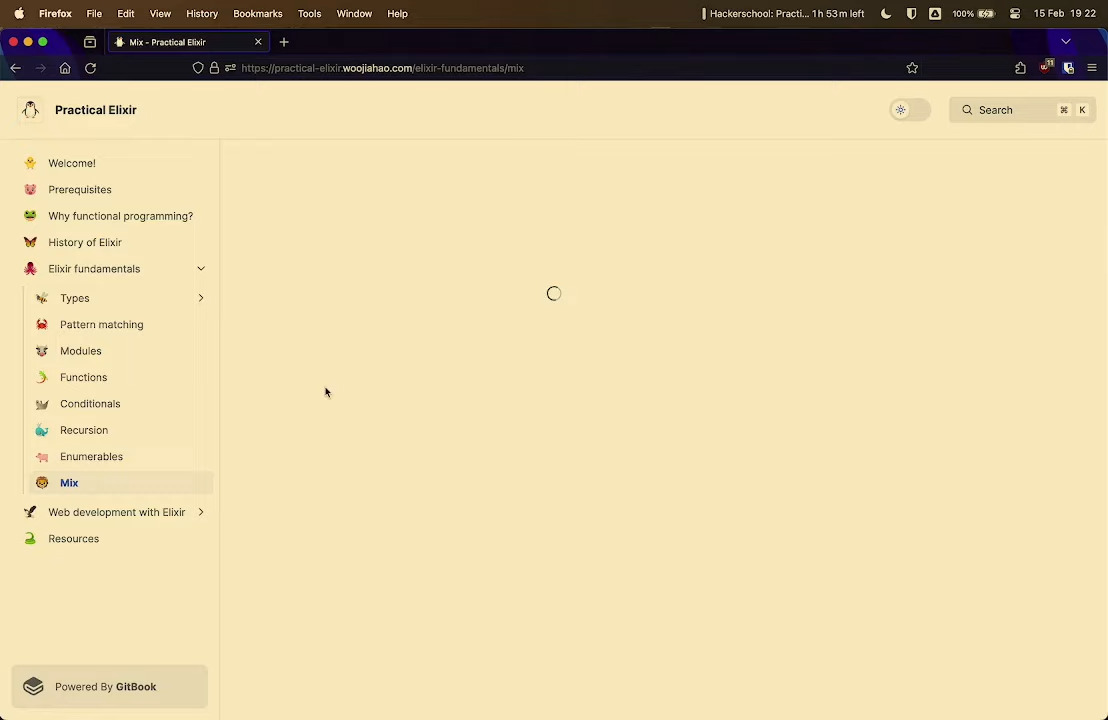 Firefox File Edit View History Bookmarks Tools Window Help
Hackerschool: Practi... 1 h 53 m left 100% 15 Feb 19 22
Mix - Practical Elixir
https://practical-elixir.woojiahao.com/elixir-fundamentals/mix
11
Practical Elixir
Search ⌘ K
Welcome!
Prerequisites
Why functional programming?
History of Elixir
Elixir fundamentals
Types
Pattern matching
Modules
Functions
Conditionals
Recursion
Enumerables
Mix
Web development with Elixir
Resources
Powered By GitBook